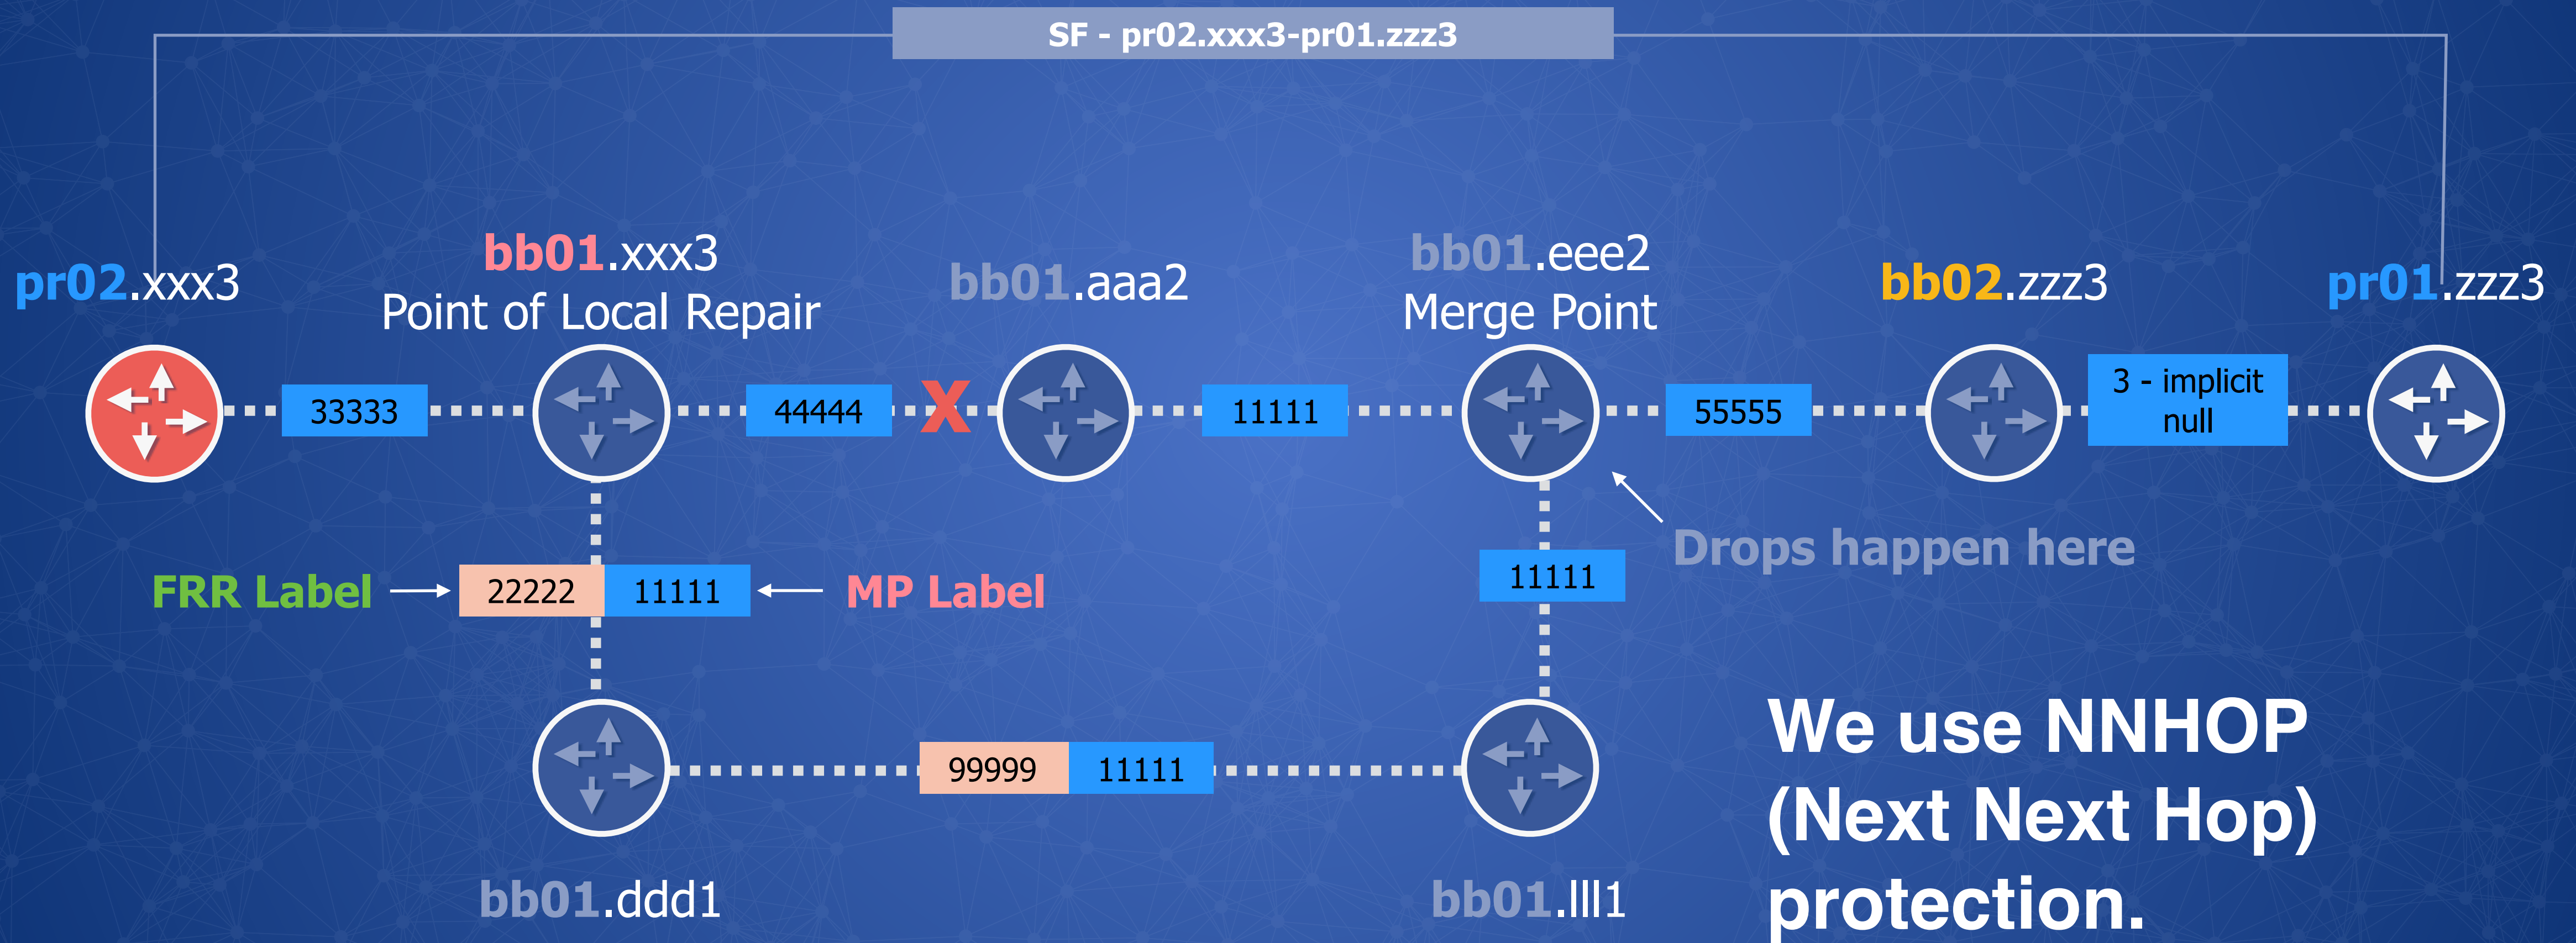 SF - pr02.xxx3-pr01.zzz3
pr02.xxx3
bb01.xxx3
Point of Local Repair
bb01.aaa2
bb01.eee2
Merge Point
bb02.zzz3
pr01.zzz3
33333
44444
X
11111
55555
3 - implicit
null
Drops happen here
FRR Label
22222
11111
MP Label
11111
99999
11111
bb01.ddd1
bb01.lll1
We use NNHOP
(Next Next Hop)
protection.